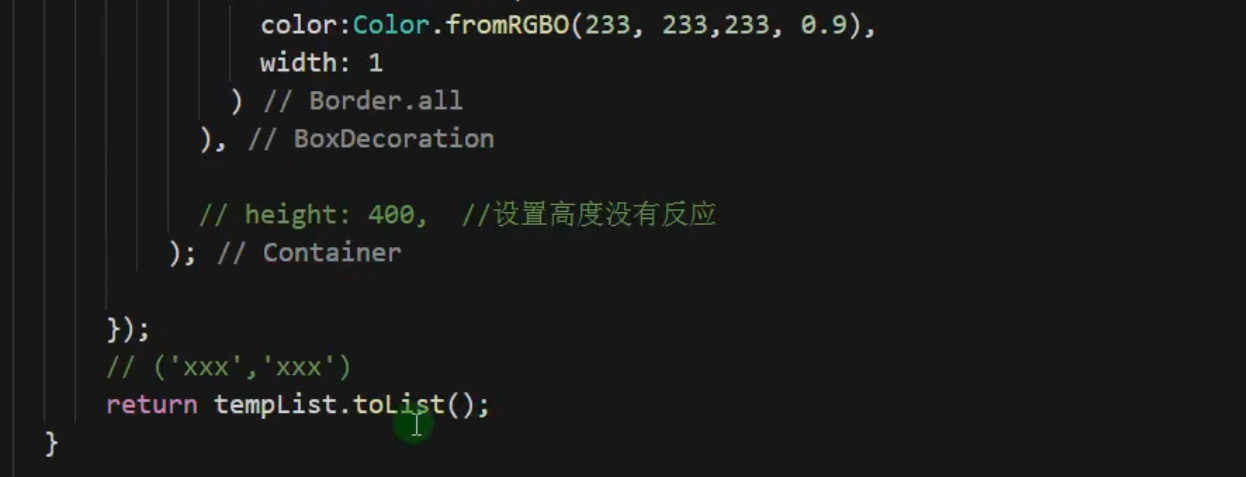 color:Color.fromRGBO(233, 233,233, 0.9),
width: 1
) // Border.all
), // BoxDecoration
// height: 400,  //设置高度没有反应
); // Container
});
// ('xxx','xxx')
return tempList.toList();
}